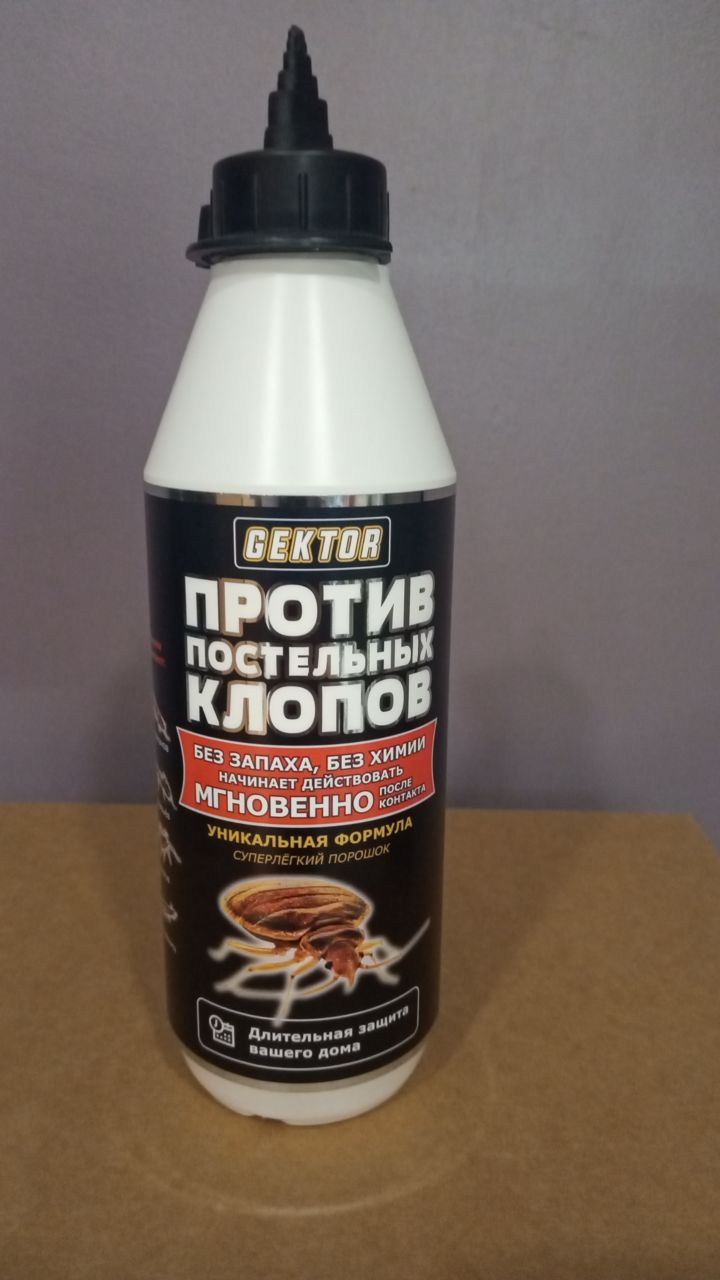 GEKTOR
ПРОТИВ
ПОСТЕЛЬНЫХ
КЛОПОВ
БЕЗ ЗАПАХА, БЕЗ ХИМИИ
НАЧИНАЕТ ДЕЙСТВОВАТЬ
МГНОВЕННО ПОСЛЕ КОНТАКТА
УНИКАЛЬНАЯ ФОРМУЛА
СУПЕРЛЁГКИЙ ПОРОШОК
Длительная защита
вашего дома